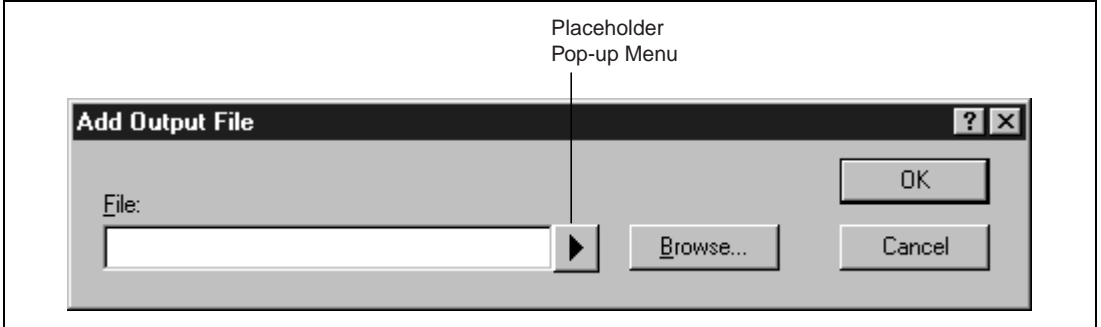 Placeholder
Pop-up Menu
Add Output File
?
OK
File:
Browse...
Cancel